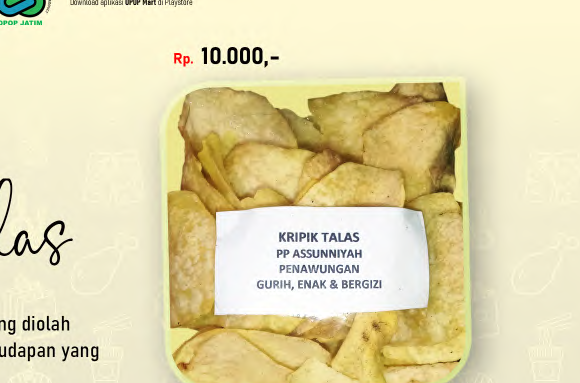 Download aplikasi OPOP Mart di Playstore
OPOP JATIM
Rp. 10.000,-
las
KRIPIK TALAS
PP ASSUNNIYAH
PENAWUNGAN
GURIH, ENAK & BERGIZI
ng diolah
udapan yang